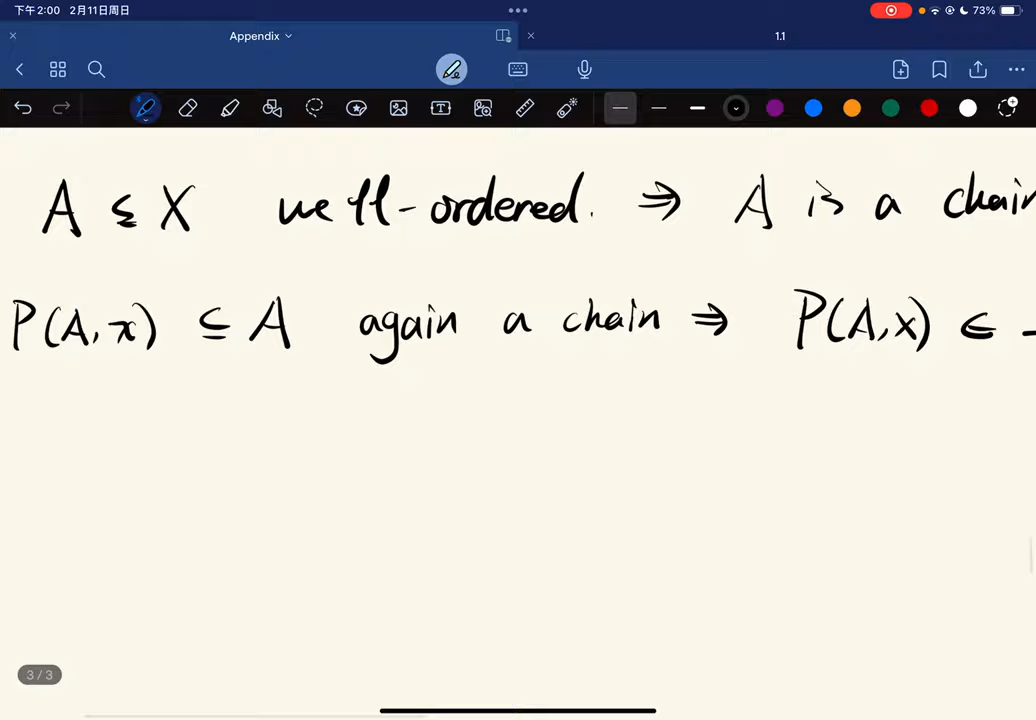 下午2:00 2月11日周日
73%
Appendix
1.1
A ⊆ X well-ordered. ⇒ A is a chain
P(A, x) ⊆ A again a chain ⇒ P(A, x) ∈
3 / 3